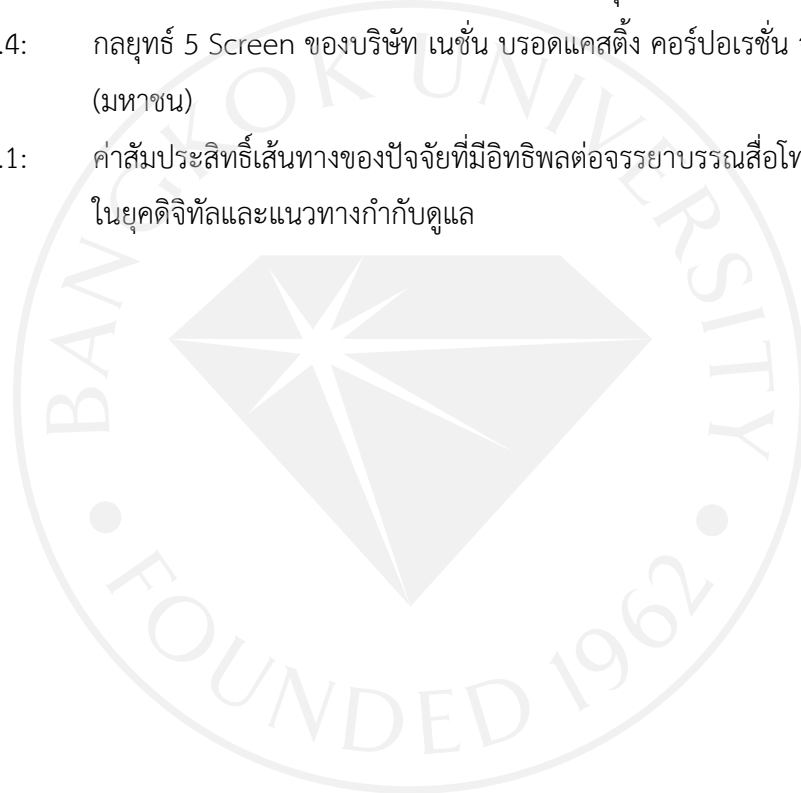 .4: กลยุทธ์ 5 Screen ของบริษัท เนชั่น บรอดแคสติ้ง คอร์ปอเรชั่น
(มหาชน)
.1: ค่าสัมประสิทธิ์เส้นทางของปัจจัยที่มีอิทธิพลต่อจรรยาบรรณสื่อ
ในยุคดิจิทัลและแนวทางกำกับดูแล
BANGKOK UNIVERSITY
• FOUNDED 1962 •